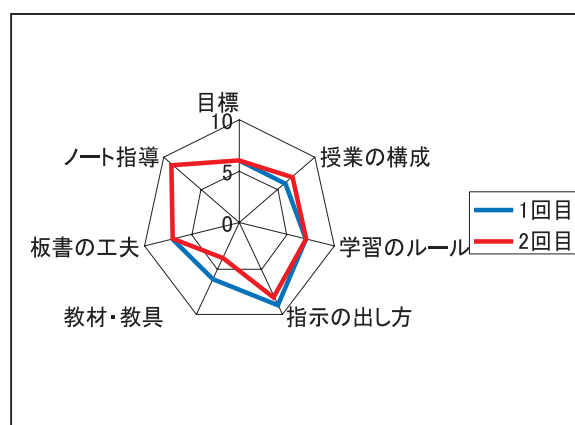 目標
10
ノート指導
授業の構成
5
0
板書の工夫
学習のルール
教材・教具
指示の出し方
1回目
2回目